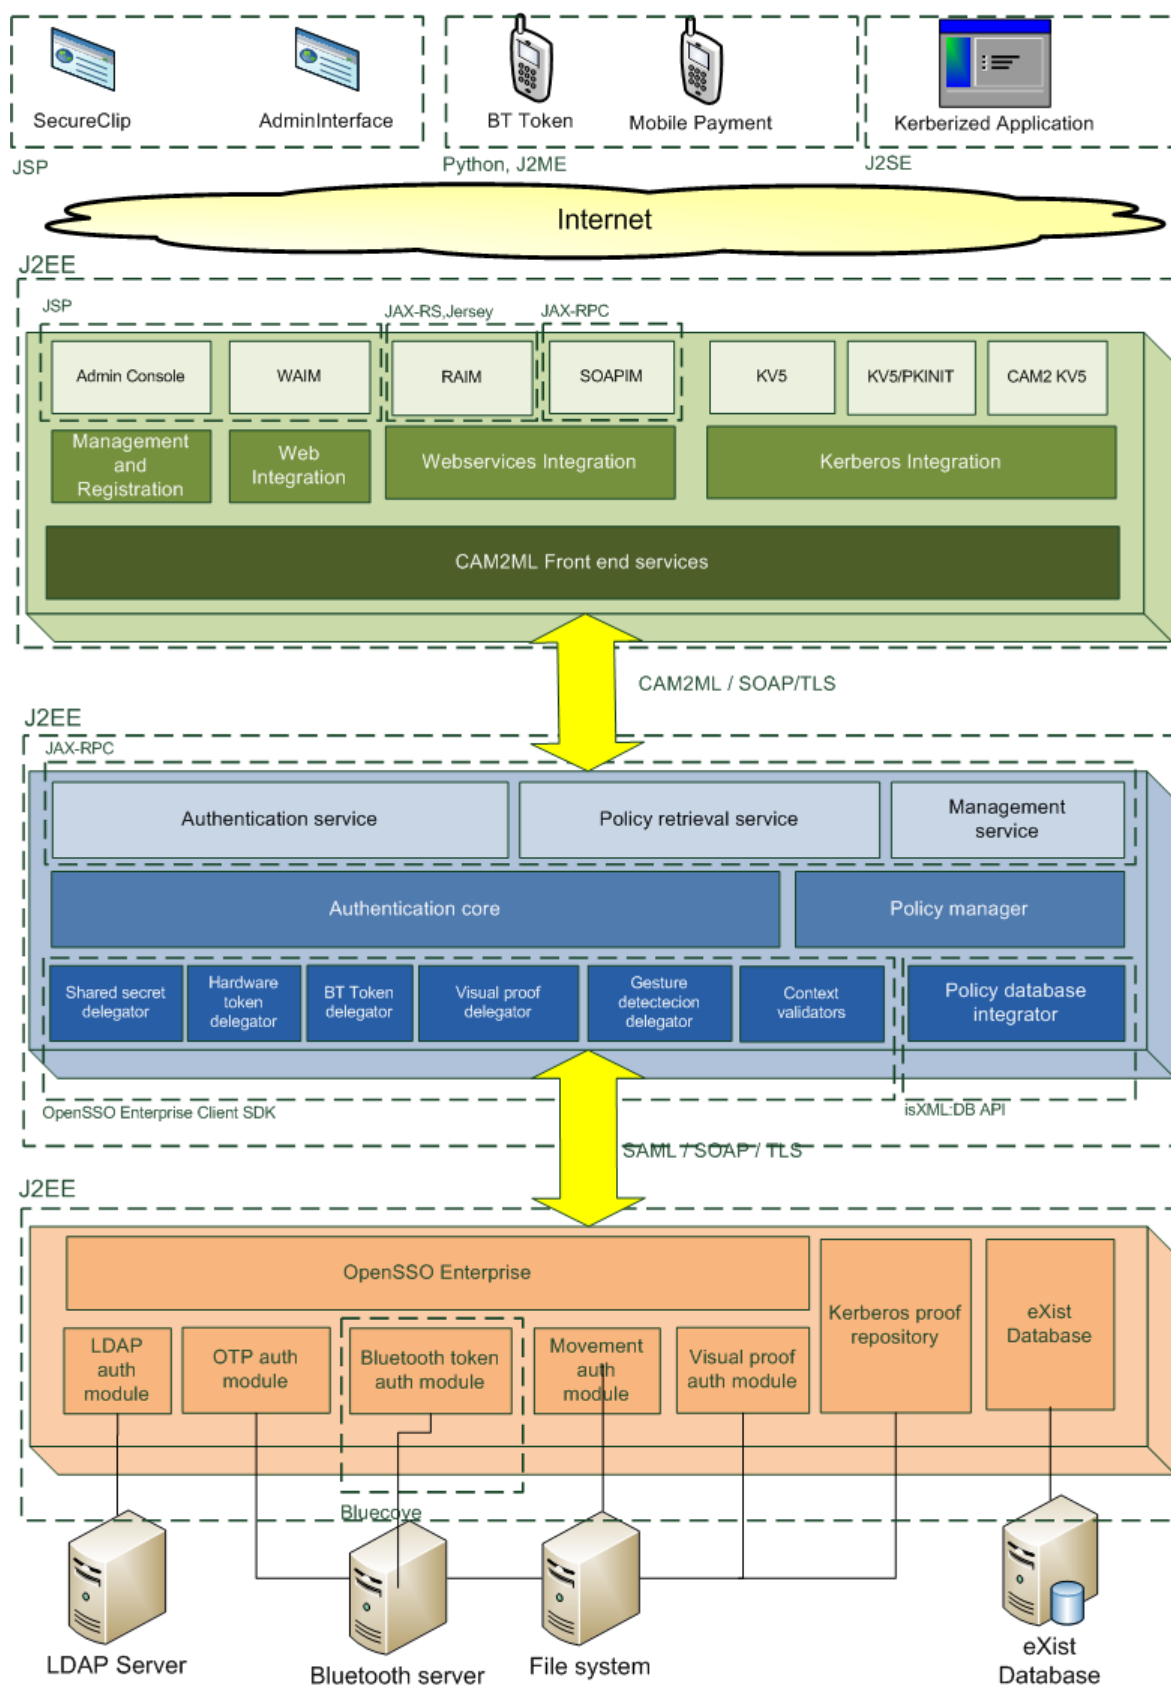 SecureClip
AdminInterface
BT Token
Mobile Payment
Kerberized Application
JSP
Python, J2ME
J2SE
Internet
J2EE
JSP
JAX-RS,Jersey
JAX-RPC
Admin Console
WAIM
RAIM
SOAPIM
KV5
KV5/PKINIT
CAM2 KV5
Management
and
Registration
Web
Integration
Webservices Integration
Kerberos Integration
CAM2ML Front end services
CAM2ML / SOAP/TLS
J2EE
JAX-RPC
Authentication service
Policy retrieval service
Management
service
Authentication core
Policy manager
Shared secret
delegator
Hardware
token
delegator
BT Token
delegator
Visual proof
delegator
Gesture
detectecion
delegator
Context
validators
Policy database
integrator
OpenSSO Enterprise Client SDK
isXML:DB API
SAML / SOAP / TLS
J2EE
OpenSSO Enterprise
Kerberos proof
repository
eXist
Database
LDAP
auth
module
OTP auth
module
Bluetooth token
auth module
Movement
auth
module
Visual proof
auth module
Bluecove
LDAP Server
Bluetooth server
File system
eXist
Database